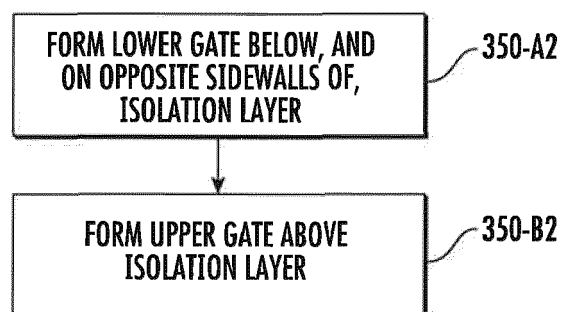 FORM LOWER GATE BELOW, AND
ON OPPOSITE SIDEWALLS OF,
ISOLATION LAYER
350-A2
FORM UPPER GATE ABOVE
ISOLATION LAYER
350-B2